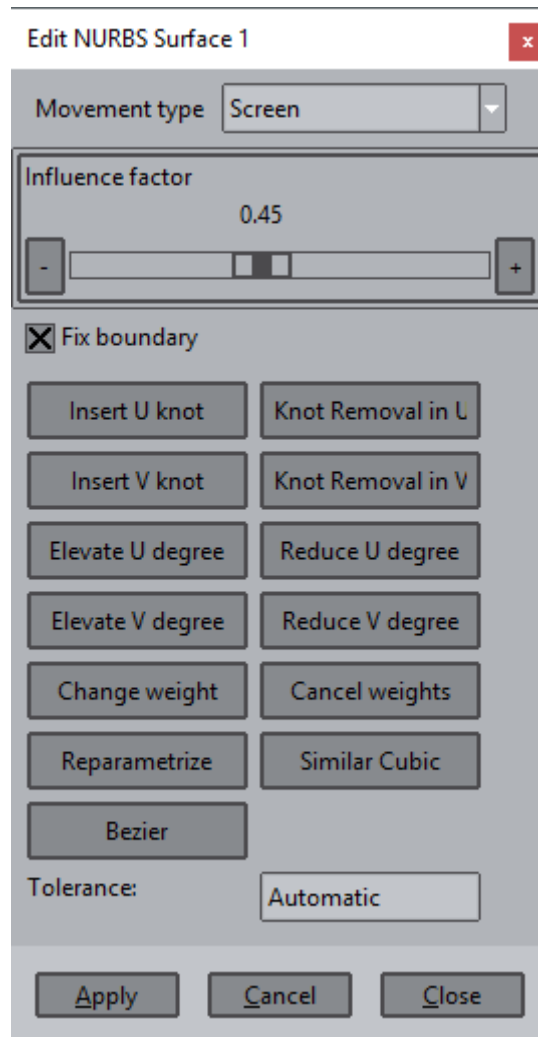 Edit NURBS Surface 1
x
Movement type Screen
Influence factor
0.45
- +
Fix boundary
Insert U knot Knot Removal in U
Insert V knot Knot Removal in V
Elevate U degree Reduce U degree
Elevate V degree Reduce V degree
Change weight Cancel weights
Reparametrize Similar Cubic
Bezier
Tolerance: Automatic
Apply Cancel Close